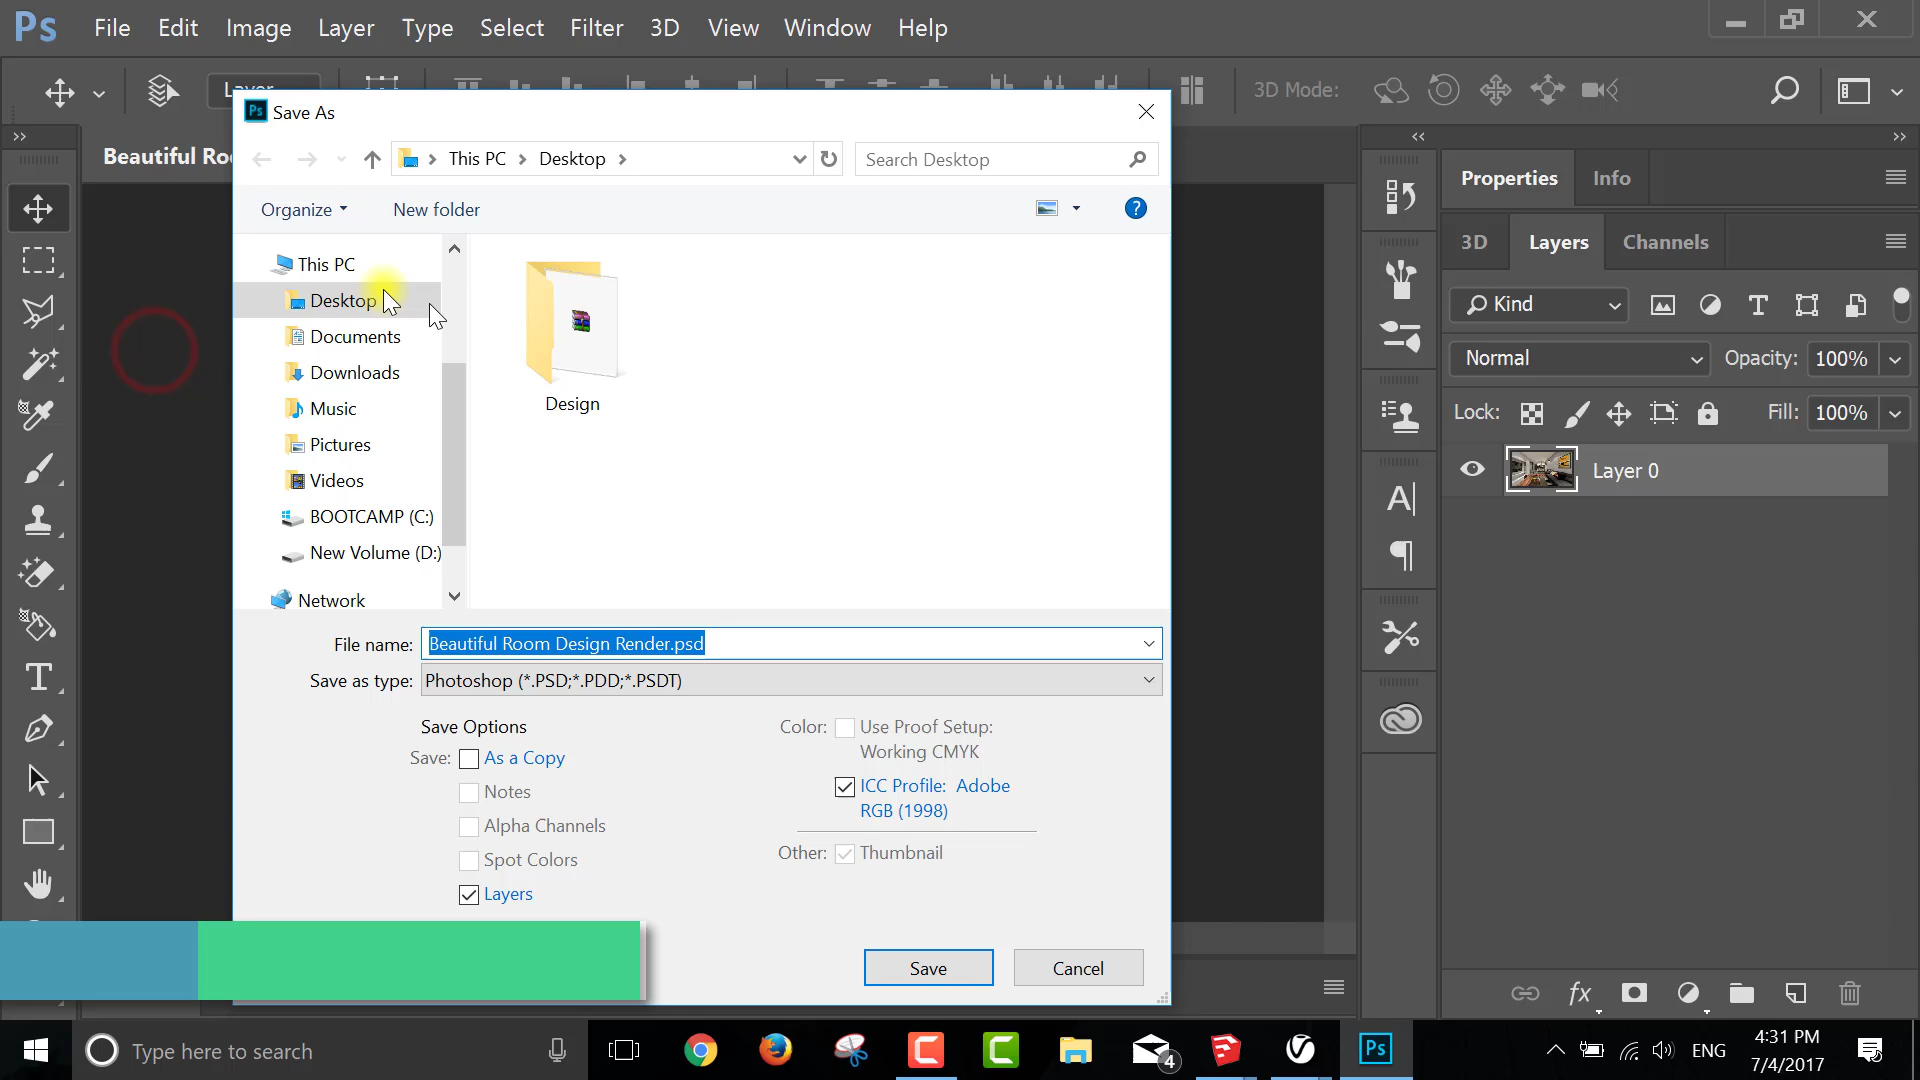 Ps File Edit Image Layer Type Select Filter 3D View Window Help
3D Mode:
Save As
Beautiful Ro
This PC Desktop
Search Desktop
Organize New folder
This PC
Desktop
Documents
Downloads
Music
Pictures
Videos
BOOTCAMP (C:)
New Volume (D:)
Network
Design
File name: Beautiful Room Design Render.psd
Save as type: Photoshop (*.PSD;*.PDD;*.PSDT)
Save Options
Save: As a Copy
Notes
Alpha Channels
Spot Colors
Layers
Color: Use Proof Setup:
Working CMYK
ICC Profile: Adobe
RGB (1998)
Other: Thumbnail
Save Cancel
Properties Info
3D Layers Channels
Kind
Normal Opacity: 100%
Lock: Fill: 100%
Layer 0
fx
Type here to search
4
Ps
ENG
4:31 PM
7/4/2017